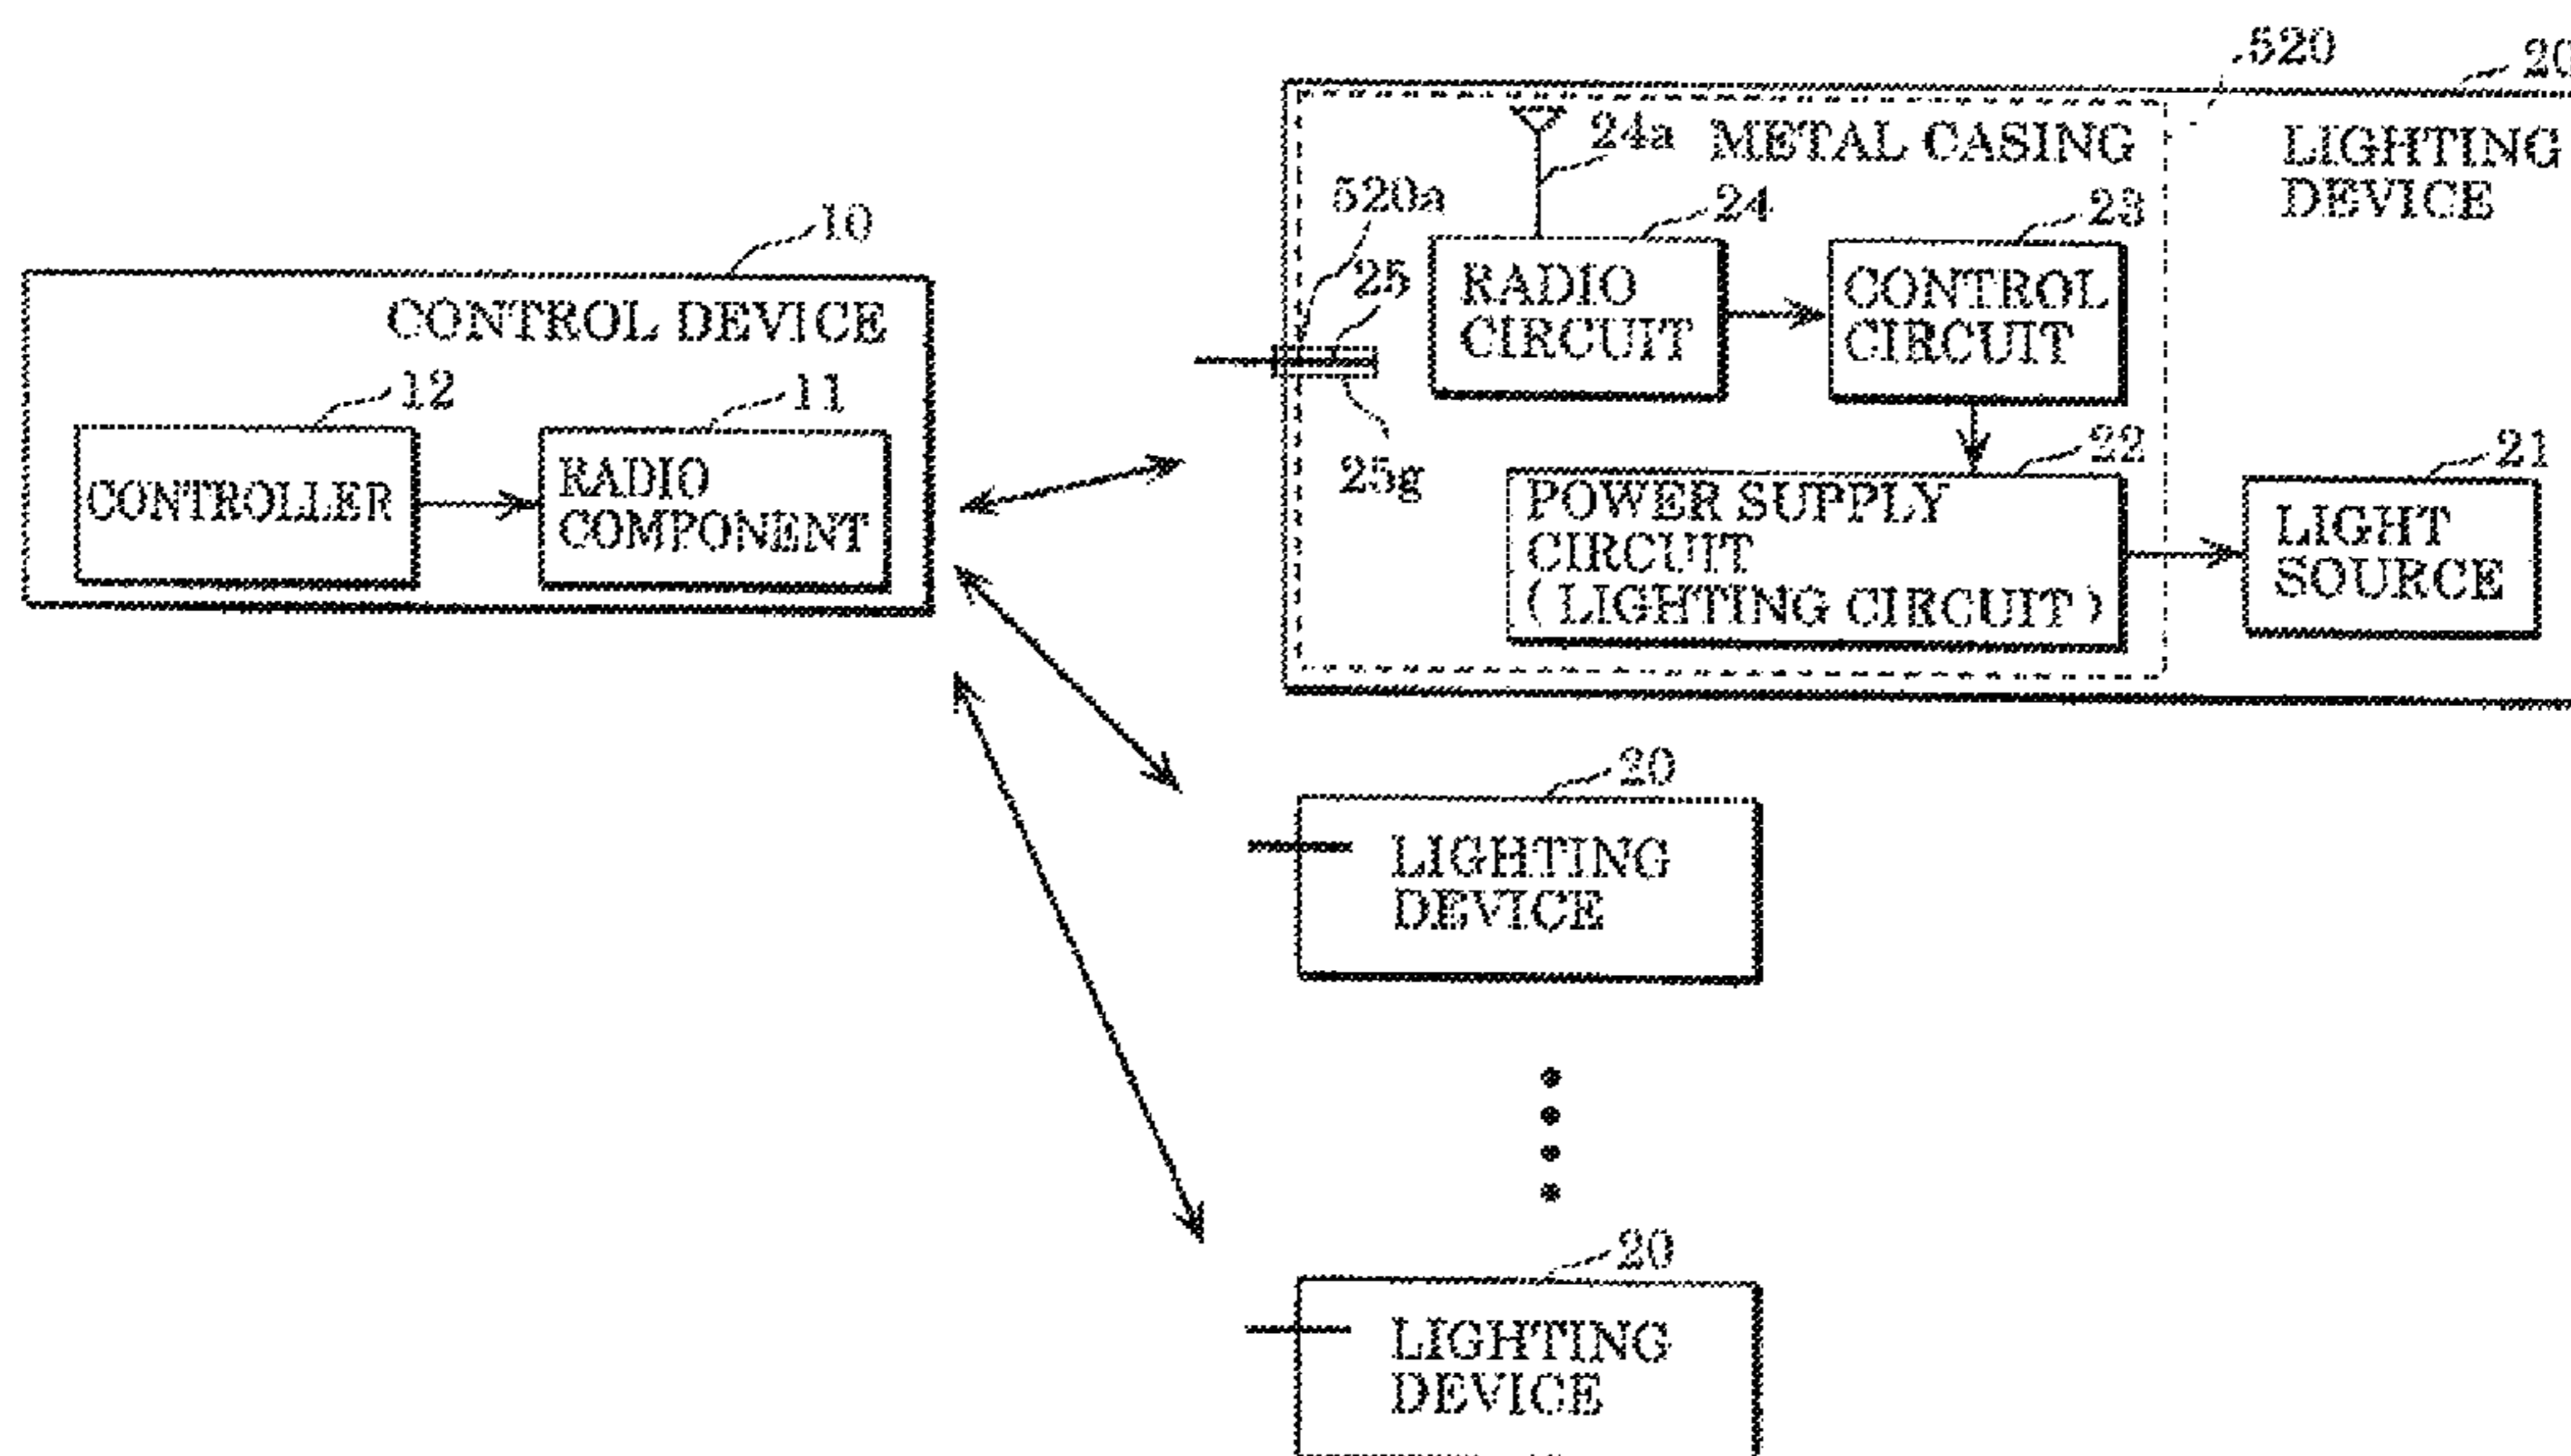 520
20
24a METAL CASING
LIGHTING
DEVICE
520a
10
24
23
25
RADIO
CIRCUIT
CONTROL
CIRCUIT
CONTROL DEVICE
12
11
22
25g
21
CONTROLLER
RADIO
COMPONENT
POWER SUPPLY
CIRCUIT
(LIGHTING CIRCUIT)
LIGHT
SOURCE
20
LIGHTING
DEVICE
20
LIGHTING
DEVICE